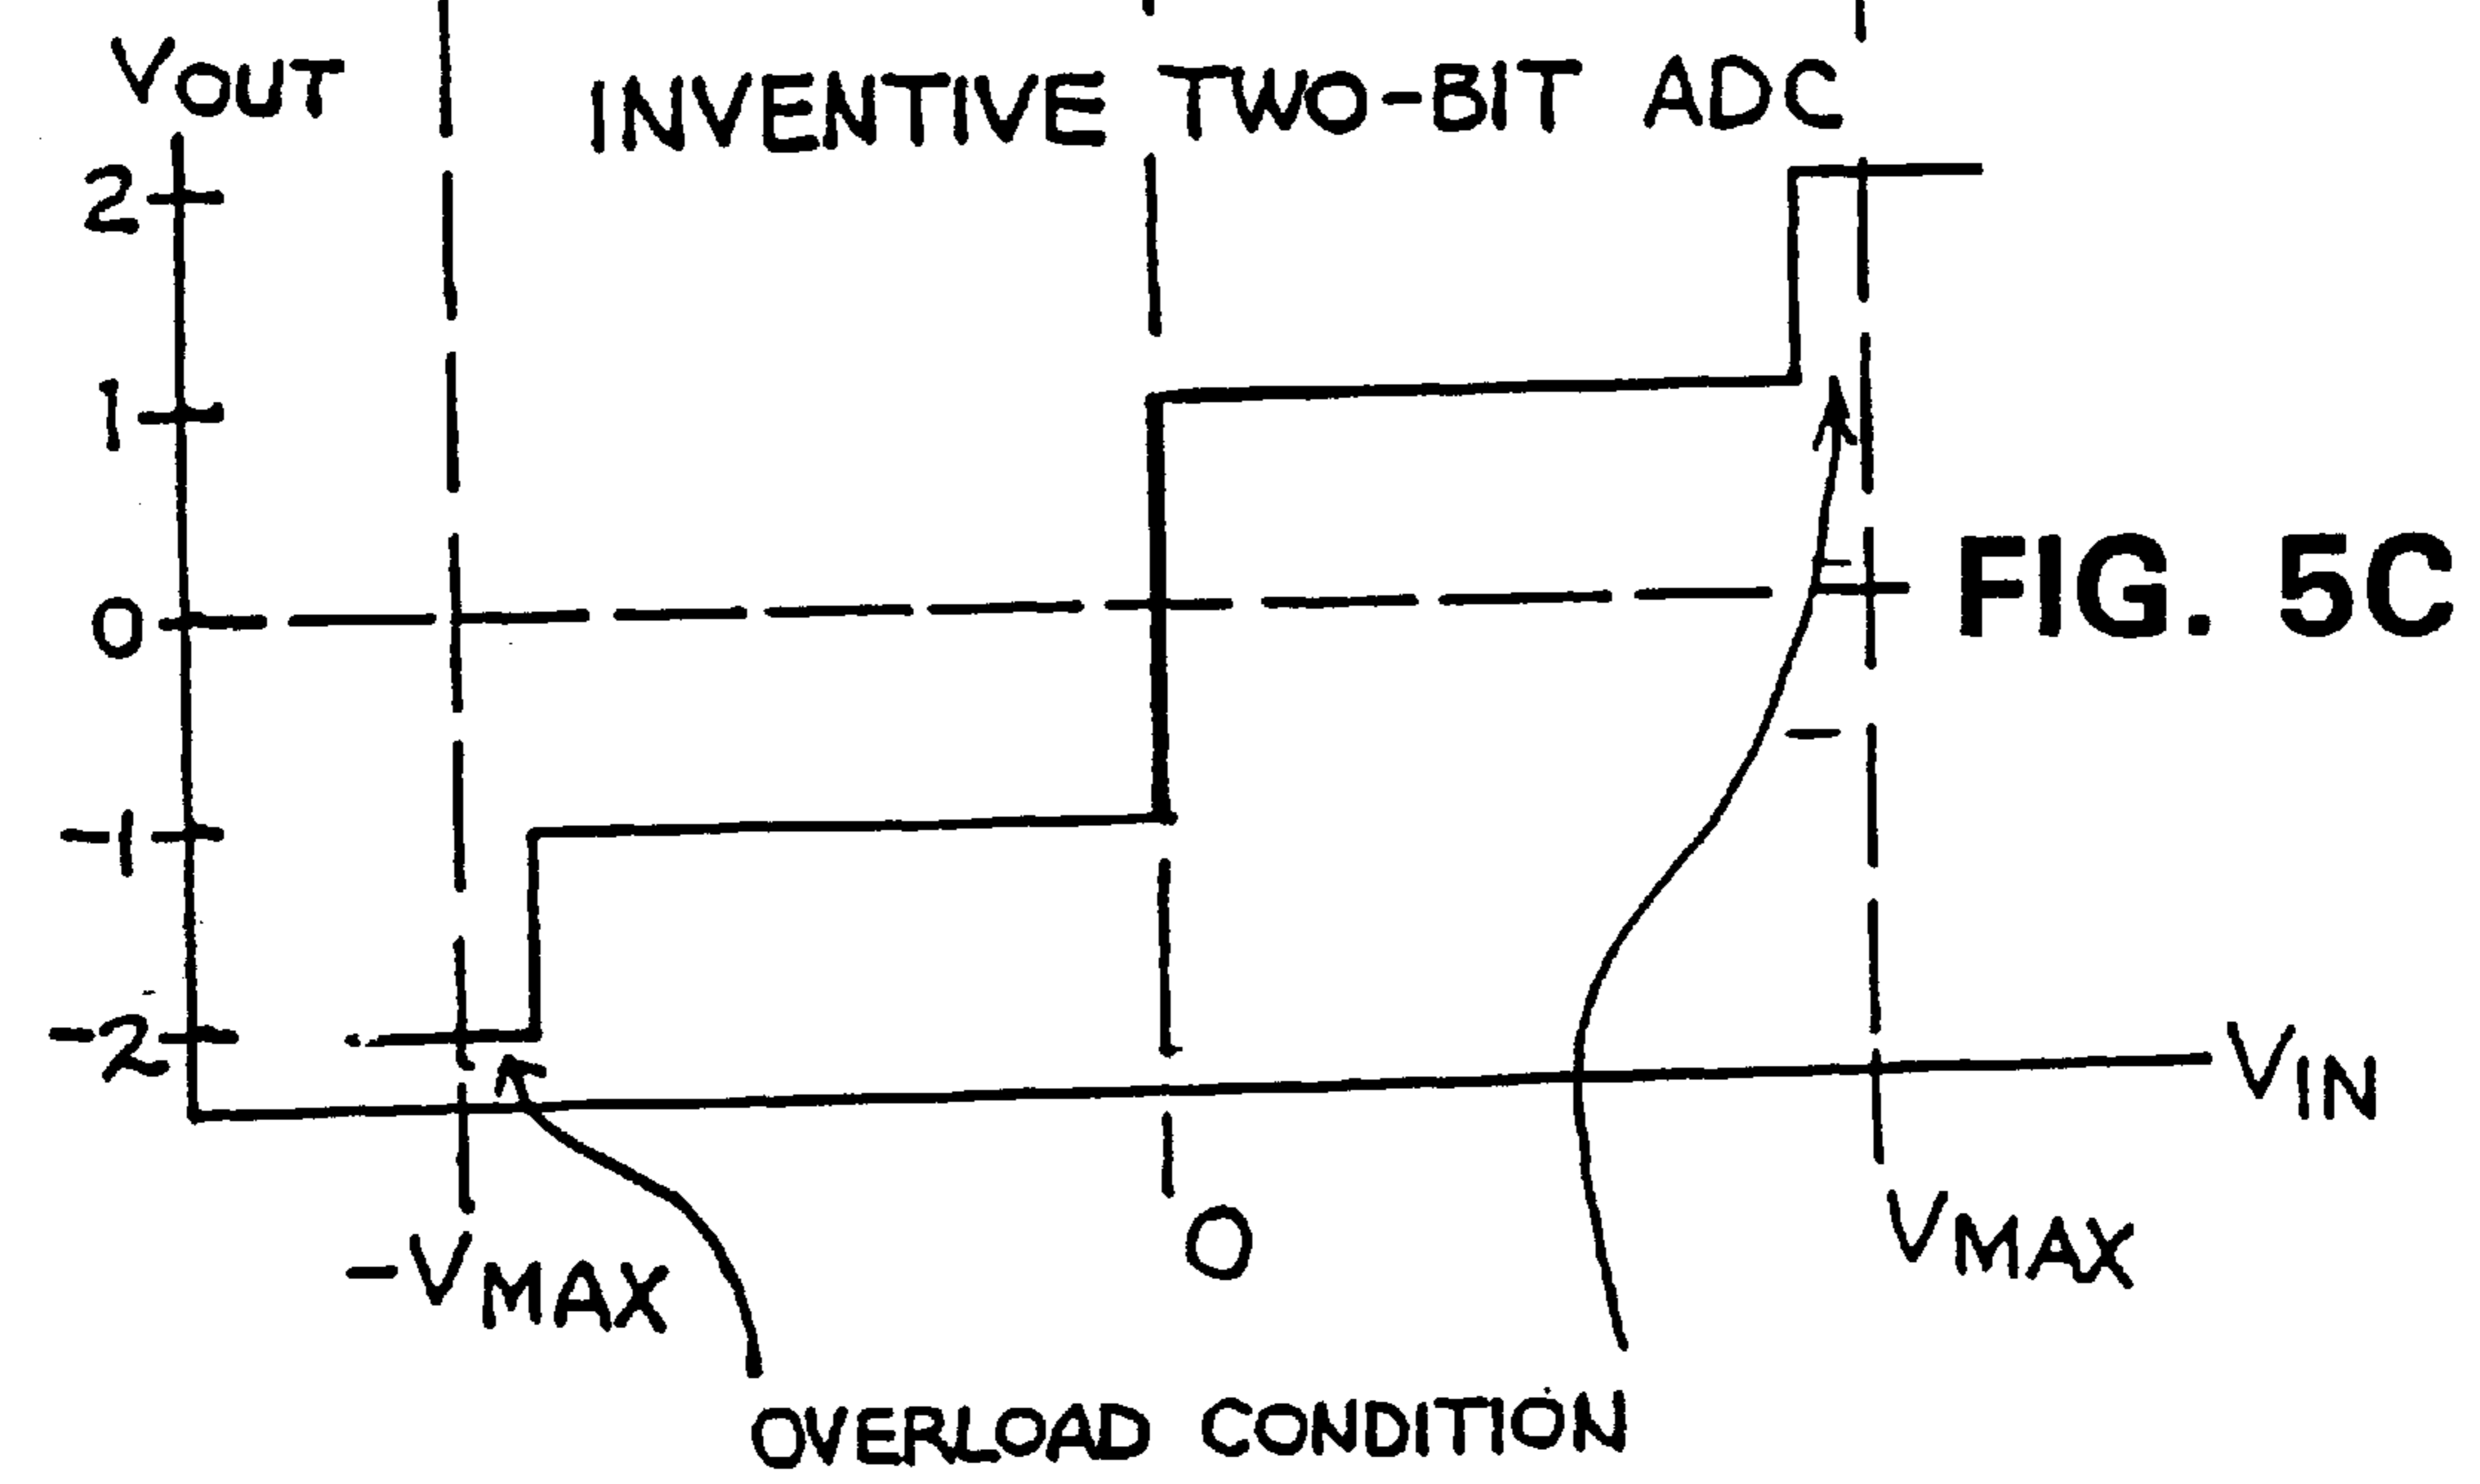 VOUT
INVENTIVE TWO-BIT ADC
2
1
0
-1
-2
FIG. 5C
VIN
-VMAX
0
VMAX
OVERLOAD CONDITION